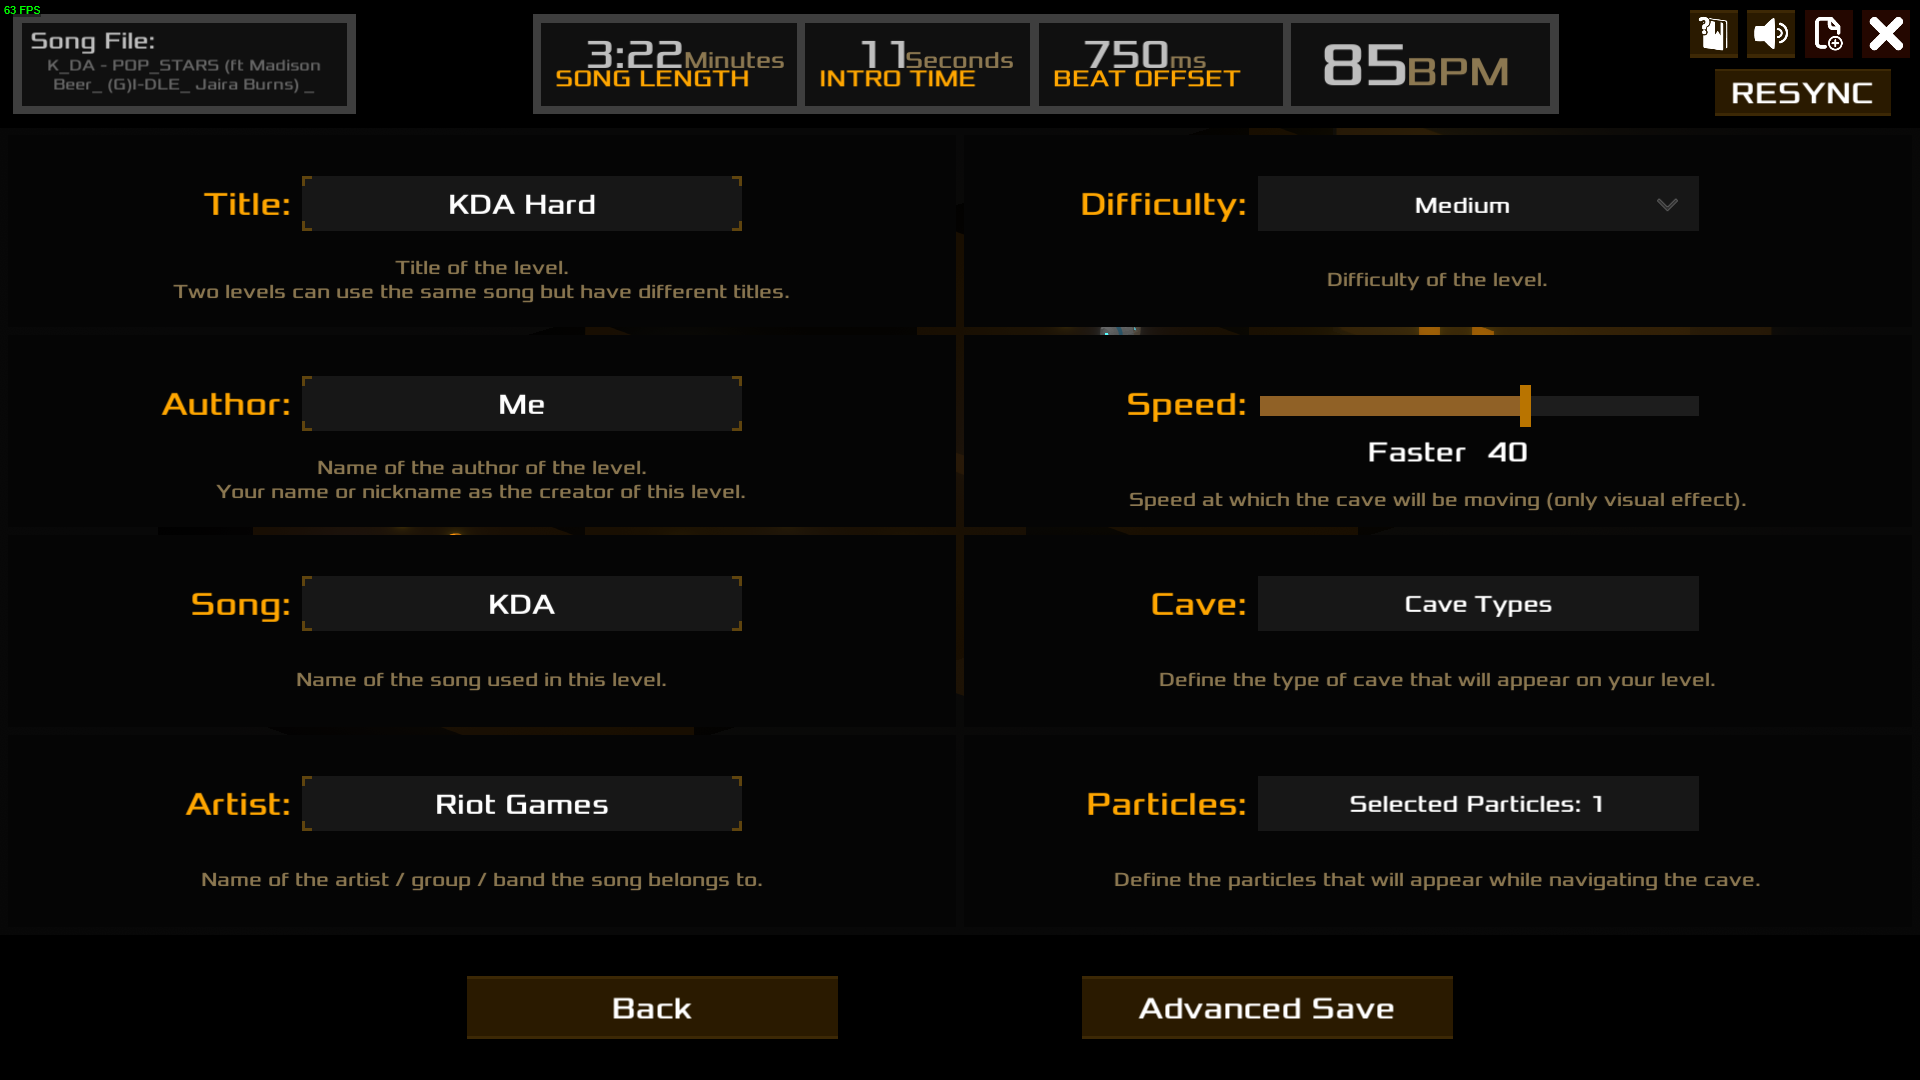 63 FPS
Song File:
K_DA - POP_STARS (ft Madison
Beer_ (G)I-DLE_ Jaira Burns) _
3:22Minutes
SONG LENGTH
11Seconds
INTRO TIME
750ms
BEAT OFFSET
85BPM
RESYNC
Title:
KDA Hard
Title of the level.
Two levels can use the same song but have different titles.
Difficulty:
Medium
Difficulty of the level.
Author:
Me
Name of the author of the level.
Your name or nickname as the creator of this level.
Speed:
Faster 40
Speed at which the cave will be moving (only visual effect).
Song:
KDA
Name of the song used in this level.
Cave:
Cave Types
Define the type of cave that will appear on your level.
Artist:
Riot Games
Name of the artist / group / band the song belongs to.
Particles:
Selected Particles: 1
Define the particles that will appear while navigating the cave.
Back
Advanced Save